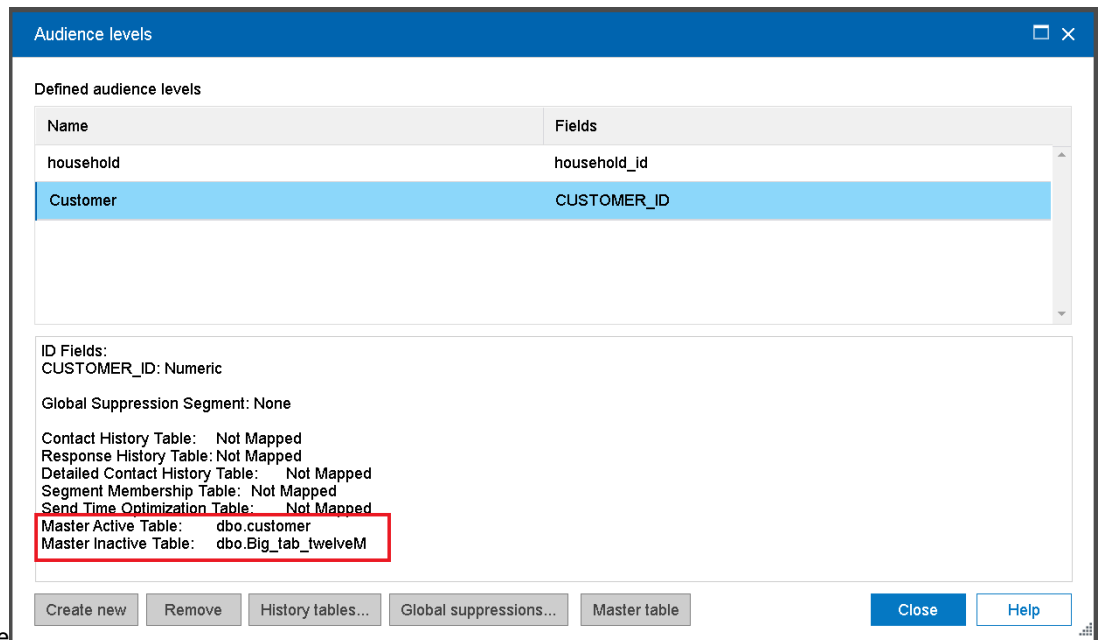 Audience levels
Defined audience levels
Name Fields
household household_id
Customer CUSTOMER_ID
ID Fields:
CUSTOMER_ID: Numeric
Global Suppression Segment: None
Contact History Table: Not Mapped
Response History Table: Not Mapped
Detailed Contact History Table: Not Mapped
Segment Membership Table: Not Mapped
Send Time Optimization Table: Not Mapped
Master Active Table: dbo.customer
Master Inactive Table: dbo.Big_tab_twelveM
Create new Remove History tables... Global suppressions... Master table Close Help
e